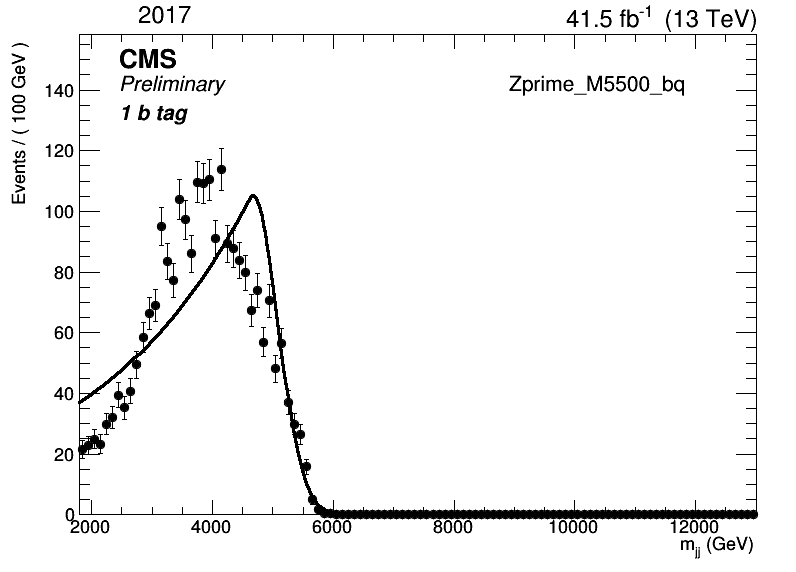 2017
41.5 fb⁻¹ (13 TeV)
CMS
Preliminary
1 b tag
Zprime_M5500_bq
Events / ( 100 GeV )
140
120
100
80
60
40
20
0
2000 4000 6000 8000 10000 12000
m_jj (GeV)